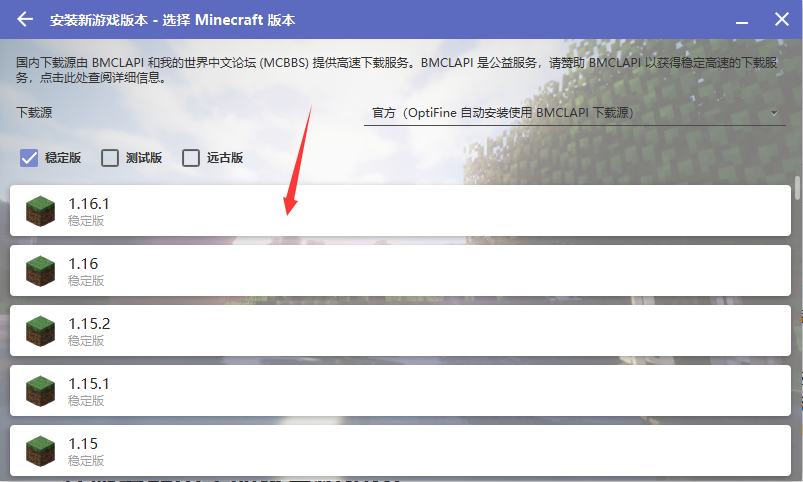 安装新游戏版本 - 选择 Minecraft 版本
国内下载源由 BMCLAPI 和我的世界中文论坛 (MCBBS) 提供高速下载服务。BMCLAPI 是公益服务，请赞助 BMCLAPI 以获得稳定高速的下载服
务，点击此处查阅详细信息。
下载源 官方（OptiFine 自动安装使用 BMCLAPI 下载源）
稳定版 测试版 远古版
1.16.1
稳定版
1.16
稳定版
1.15.2
稳定版
1.15.1
稳定版
1.15
稳定版